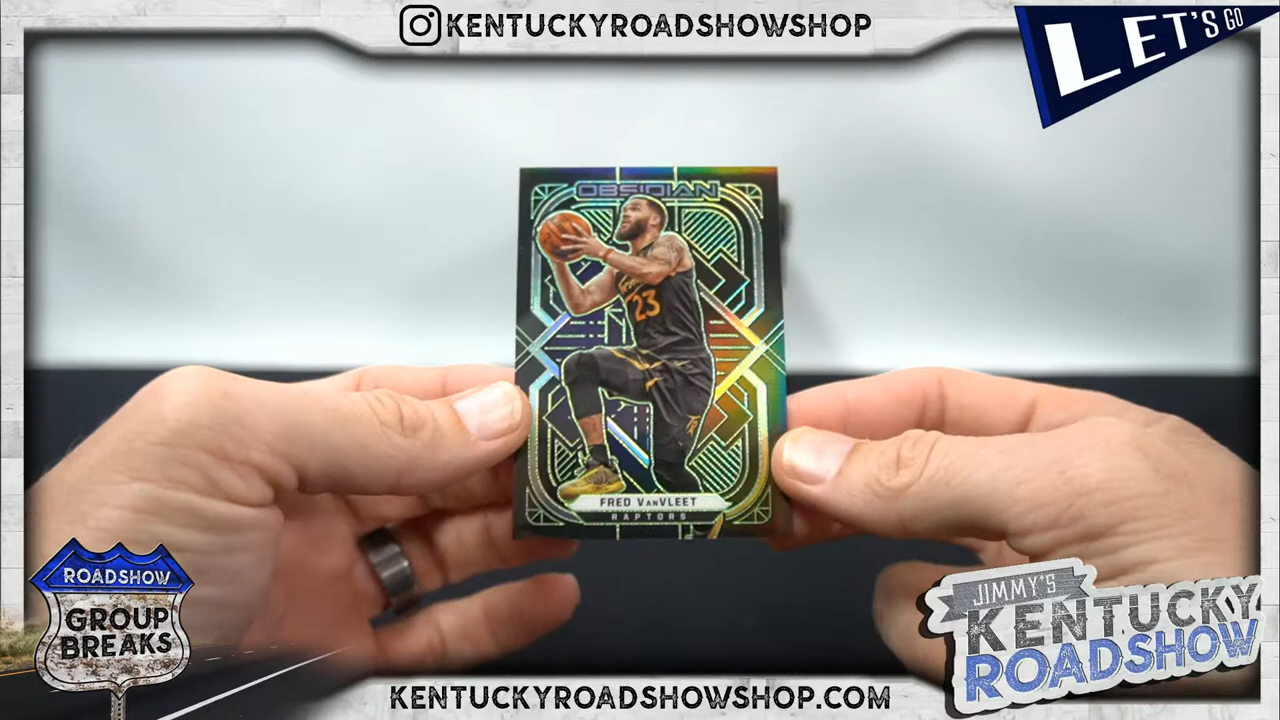 KENTUCKYROADSHOWSHOP
LET'S GO
OBSIDIAN
23
FRED VANVLEET
RAPTORS
ROADSHOW
GROUP
BREAKS
JIMMY'S
KENTUCKY
ROADSHOW
KENTUCKYROADSHOWSHOP.COM